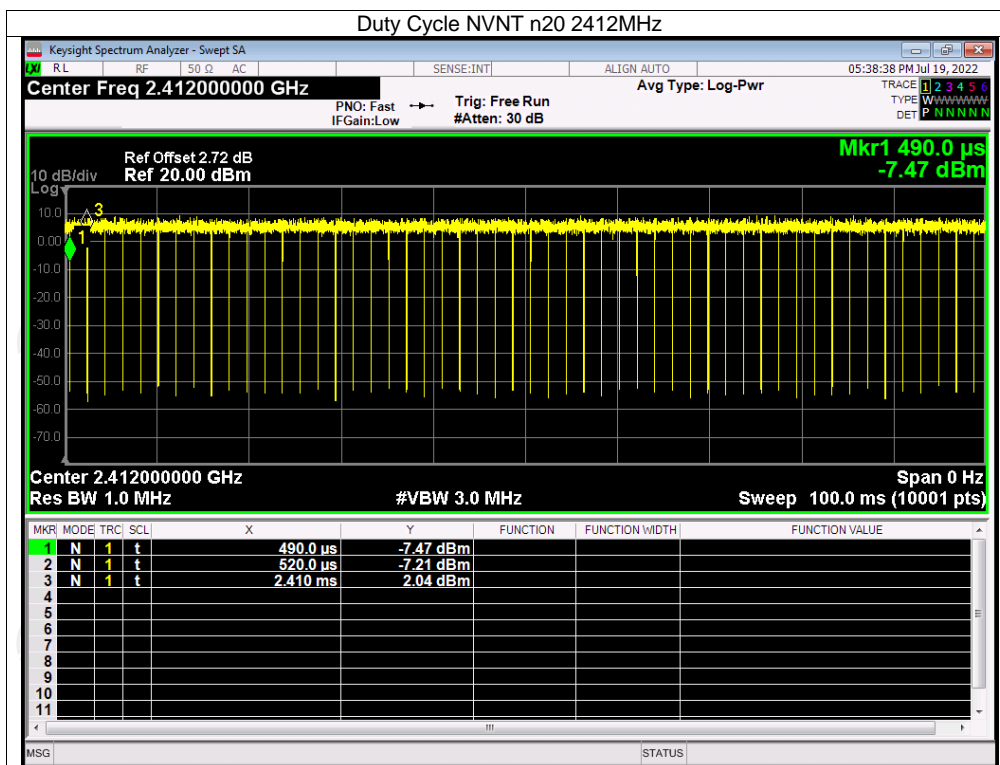 Duty Cycle NVNT n20 2412MHz
Keysight Spectrum Analyzer - Swept SA
LXI RL RF 50 Ω AC SENSE:INT ALIGN AUTO 05:38:38 PM Jul 19, 2022
Center Freq 2.412000000 GHz
PNO: Fast
IFGain:Low
Trig: Free Run
#Atten: 30 dB
Avg Type: Log-Pwr
TRACE 1 2 3 4 5 6
TYPE WWWWWW
DET P N N N N N
Mkr1 490.0 µs
-7.47 dBm
Ref Offset 2.72 dB
10 dB/div Ref 20.00 dBm
Log
10.0
0.00
-10.0
-20.0
-30.0
-40.0
-50.0
-60.0
-70.0
3
1
Center 2.412000000 GHz Span 0 Hz
Res BW 1.0 MHz #VBW 3.0 MHz Sweep 100.0 ms (10001 pts)
MKR MODE TRC SCL X Y FUNCTION FUNCTION WIDTH FUNCTION VALUE
1 N 1 t 490.0 µs -7.47 dBm
2 N 1 t 520.0 µs -7.21 dBm
3 N 1 t 2.410 ms 2.04 dBm
4
5
6
7
8
9
10
11
MSG STATUS